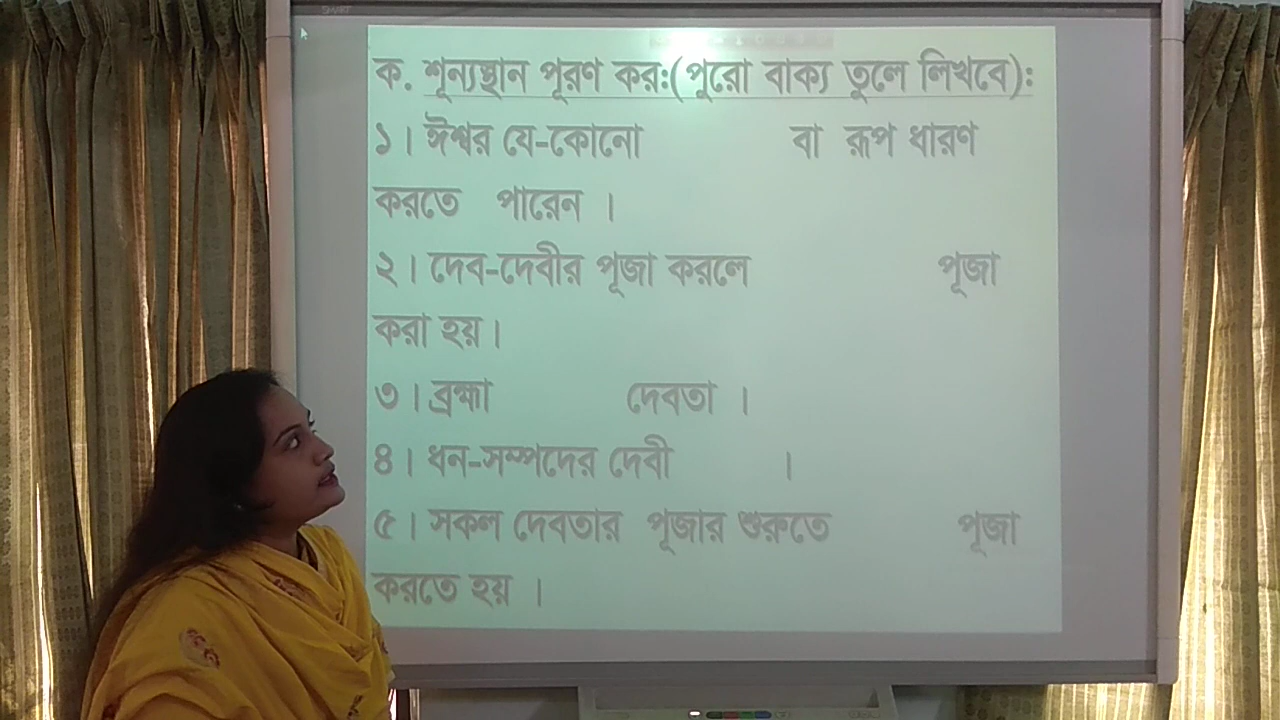 ক. শূন্যস্থান পূরণ কর:(পুরো বাক্য তুলে লিখবে):
১। ঈশ্বর যে-কোনো বা রূপ ধারণ
করতে পারেন ।
২। দেব-দেবীর পূজা করলে পূজা
করা হয়।
৩। ব্রহ্মা দেবতা ।
৪। ধন-সম্পদের দেবী ।
৫। সকল দেবতার পূজার শুরুতে পূজা
করতে হয় ।